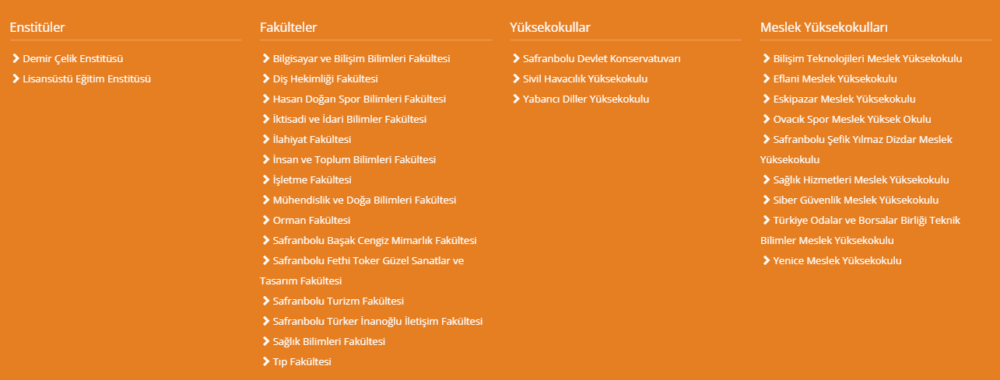 Enstitüler
Demir Çelik Enstitüsü
Lisansüstü Eğitim Enstitüsü
Fakülteler
Bilgisayar ve Bilişim Bilimleri Fakültesi
Diş Hekimliği Fakültesi
Hasan Doğan Spor Bilimleri Fakültesi
İktisadi ve İdari Bilimler Fakültesi
İlahiyat Fakültesi
İnsan ve Toplum Bilimleri Fakültesi
İşletme Fakültesi
Mühendislik ve Doğa Bilimleri Fakültesi
Orman Fakültesi
Safranbolu Başak Cengiz Mimarlık Fakültesi
Safranbolu Fethi Toker Güzel Sanatlar ve
Tasarım Fakültesi
Safranbolu Turizm Fakültesi
Safranbolu Türker İnanoğlu İletişim Fakültesi
Sağlık Bilimleri Fakültesi
Tıp Fakültesi
Yüksekokullar
Safranbolu Devlet Konservatuvarı
Sivil Havacılık Yüksekokulu
Yabancı Diller Yüksekokulu
Meslek Yüksekokulları
Bilişim Teknolojileri Meslek Yüksekokulu
Eflani Meslek Yüksekokulu
Eskipazar Meslek Yüksekokulu
Ovacık Spor Meslek Yüksek Okulu
Safranbolu Şefik Yılmaz Dizdar Meslek
Yüksekokulu
Sağlık Hizmetleri Meslek Yüksekokulu
Siber Güvenlik Meslek Yüksekokulu
Türkiye Odalar ve Borsalar Birliği Teknik
Bilimler Meslek Yüksekokulu
Yenice Meslek Yüksekokulu